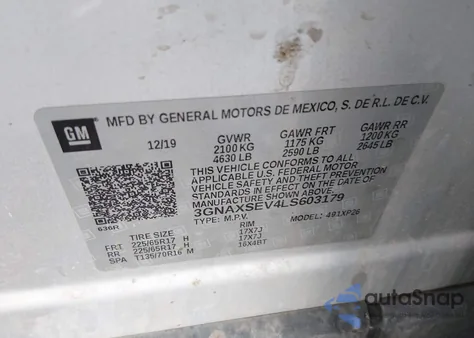 MFD BY GENERAL MOTORS DE MEXICO, S. DE R.L. DE C.V.
GM
12/19 GVWR GAWR FRT GAWR RR
2100 KG 1175 KG 1200 KG
4630 LB 2590 LB 2645 LB
THIS VEHICLE CONFORMS TO ALL
APPLICABLE U.S. FEDERAL MOTOR
VEHICLE SAFETY AND THEFT PREVENTION
STANDARDS IN EFFECT ON THE DATE OF
MANUFACTURE SHOWN ABOVE.
3GNAXSEV4LS603179
TYPE: M.P.V. MODEL: 491XP26
636R
TIRE SIZE RIM
FRT 225/65R17 H 17X7J
RR 225/65R17 H 17X7J
SPA T135/70R16 M 16X4BT
autoSnap